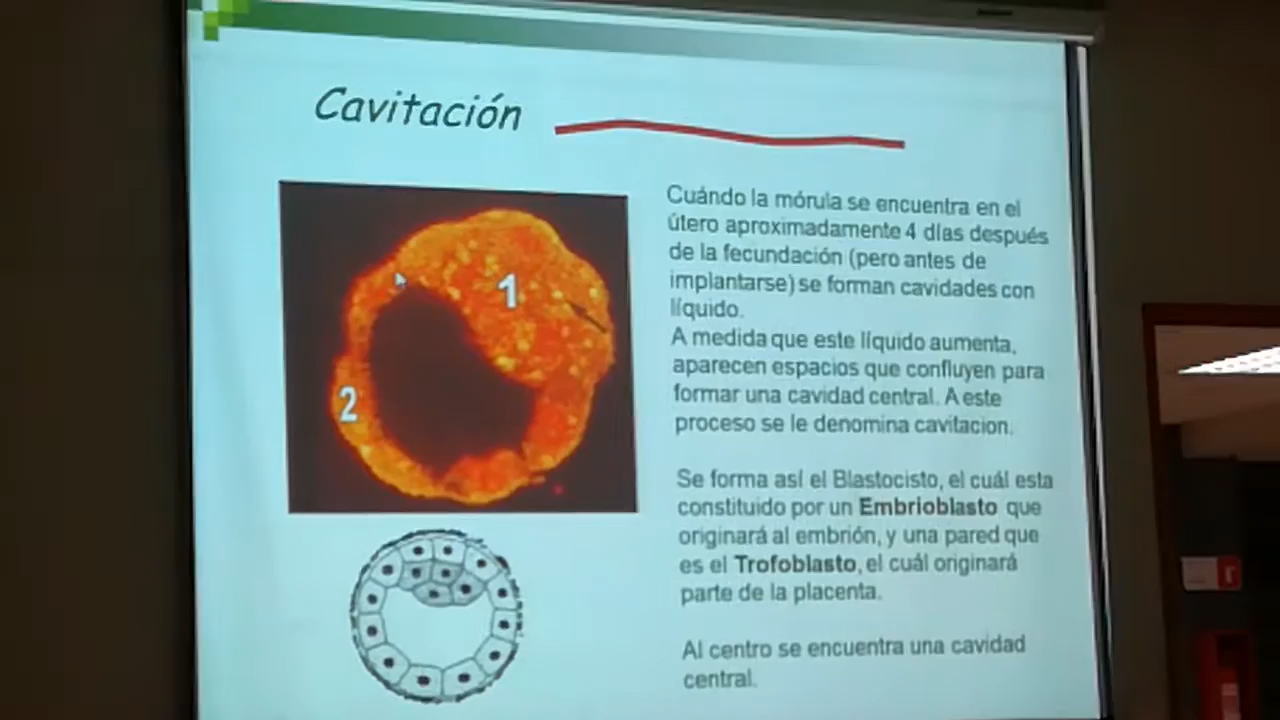 Cavitación
Cuándo la mórula se encuentra en el
útero aproximadamente 4 días después
de la fecundación (pero antes de
implantarse) se forman cavidades con
líquido.
A medida que este líquido aumenta,
aparecen espacios que confluyen para
formar una cavidad central. A este
proceso se le denomina cavitacion.
1
2
Se forma así el Blastocisto, el cuál esta
constituido por un Embrioblasto que
originará al embrión, y una pared que
es el Trofoblasto, el cuál originará
parte de la placenta.
Al centro se encuentra una cavidad
central.